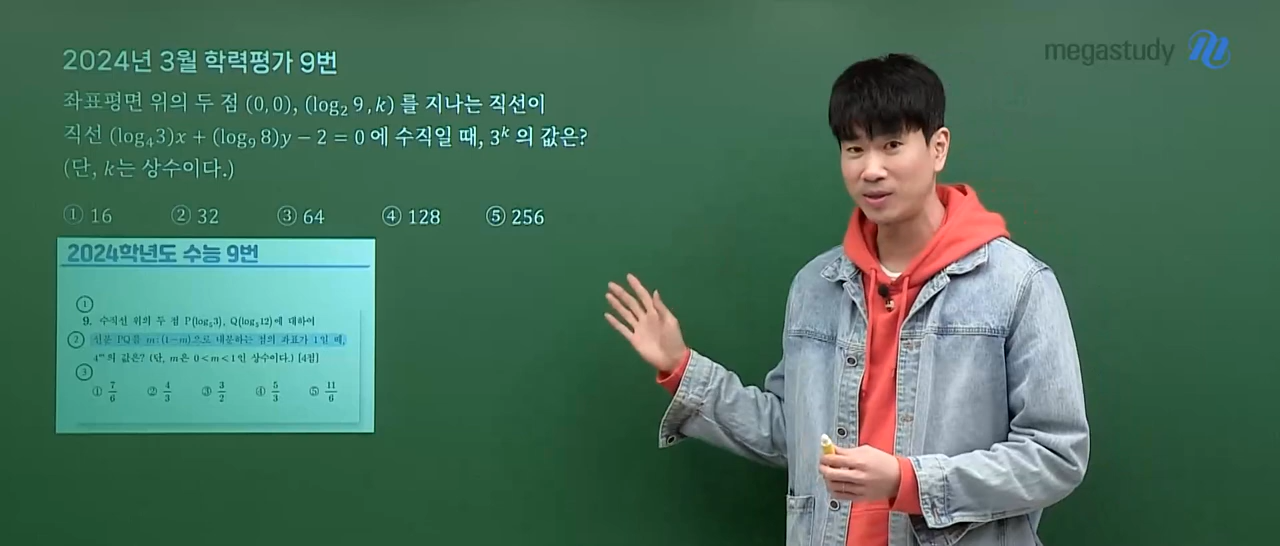 2024년 3월 학력평가 9번
megastudy
좌표평면 위의 두 점 (0, 0), (log₂ 9, k) 를 지나는 직선이
직선 (log₄3)x + (log₉ 8)y − 2 = 0 에 수직일 때, 3ᵏ 의 값은?
(단, k는 상수이다.)
① 16 ② 32 ③ 64 ④ 128 ⑤ 256
2024학년도 수능 9번
①
9. 수직선 위의 두 점 P(log₅3), Q(log₅12)에 대하여
② 선분 PQ를 m:(1−m)으로 내분하는 점의 좌표가 1일 때,
4ᵐ의 값은? (단, m은 0<m<1인 상수이다.) [4점]
③
① 7/6 ② 4/3 ③ 3/2 ④ 5/3 ⑤ 11/6